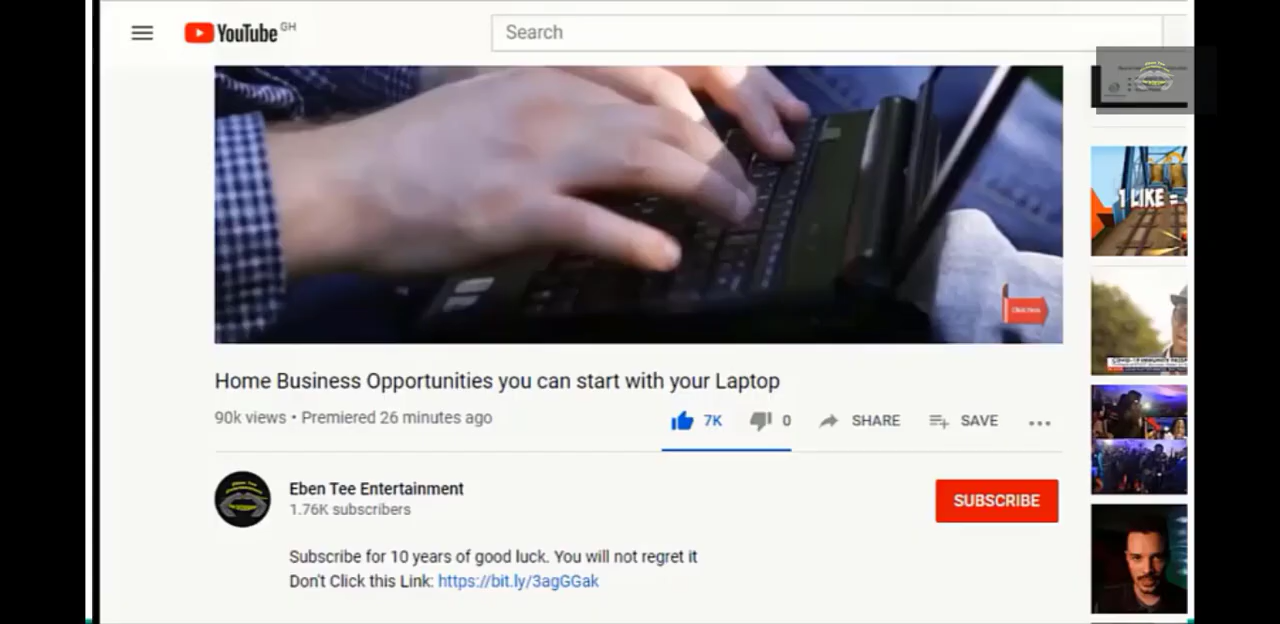 YouTube GH
Search
1 LIKE =
Home Business Opportunities you can start with your Laptop
90k views • Premiered 26 minutes ago
7K
0
SHARE
SAVE
Eben Tee Entertainment
1.76K subscribers
SUBSCRIBE
Subscribe for 10 years of good luck. You will not regret it
Don't Click this Link: https://bit.ly/3agGGak